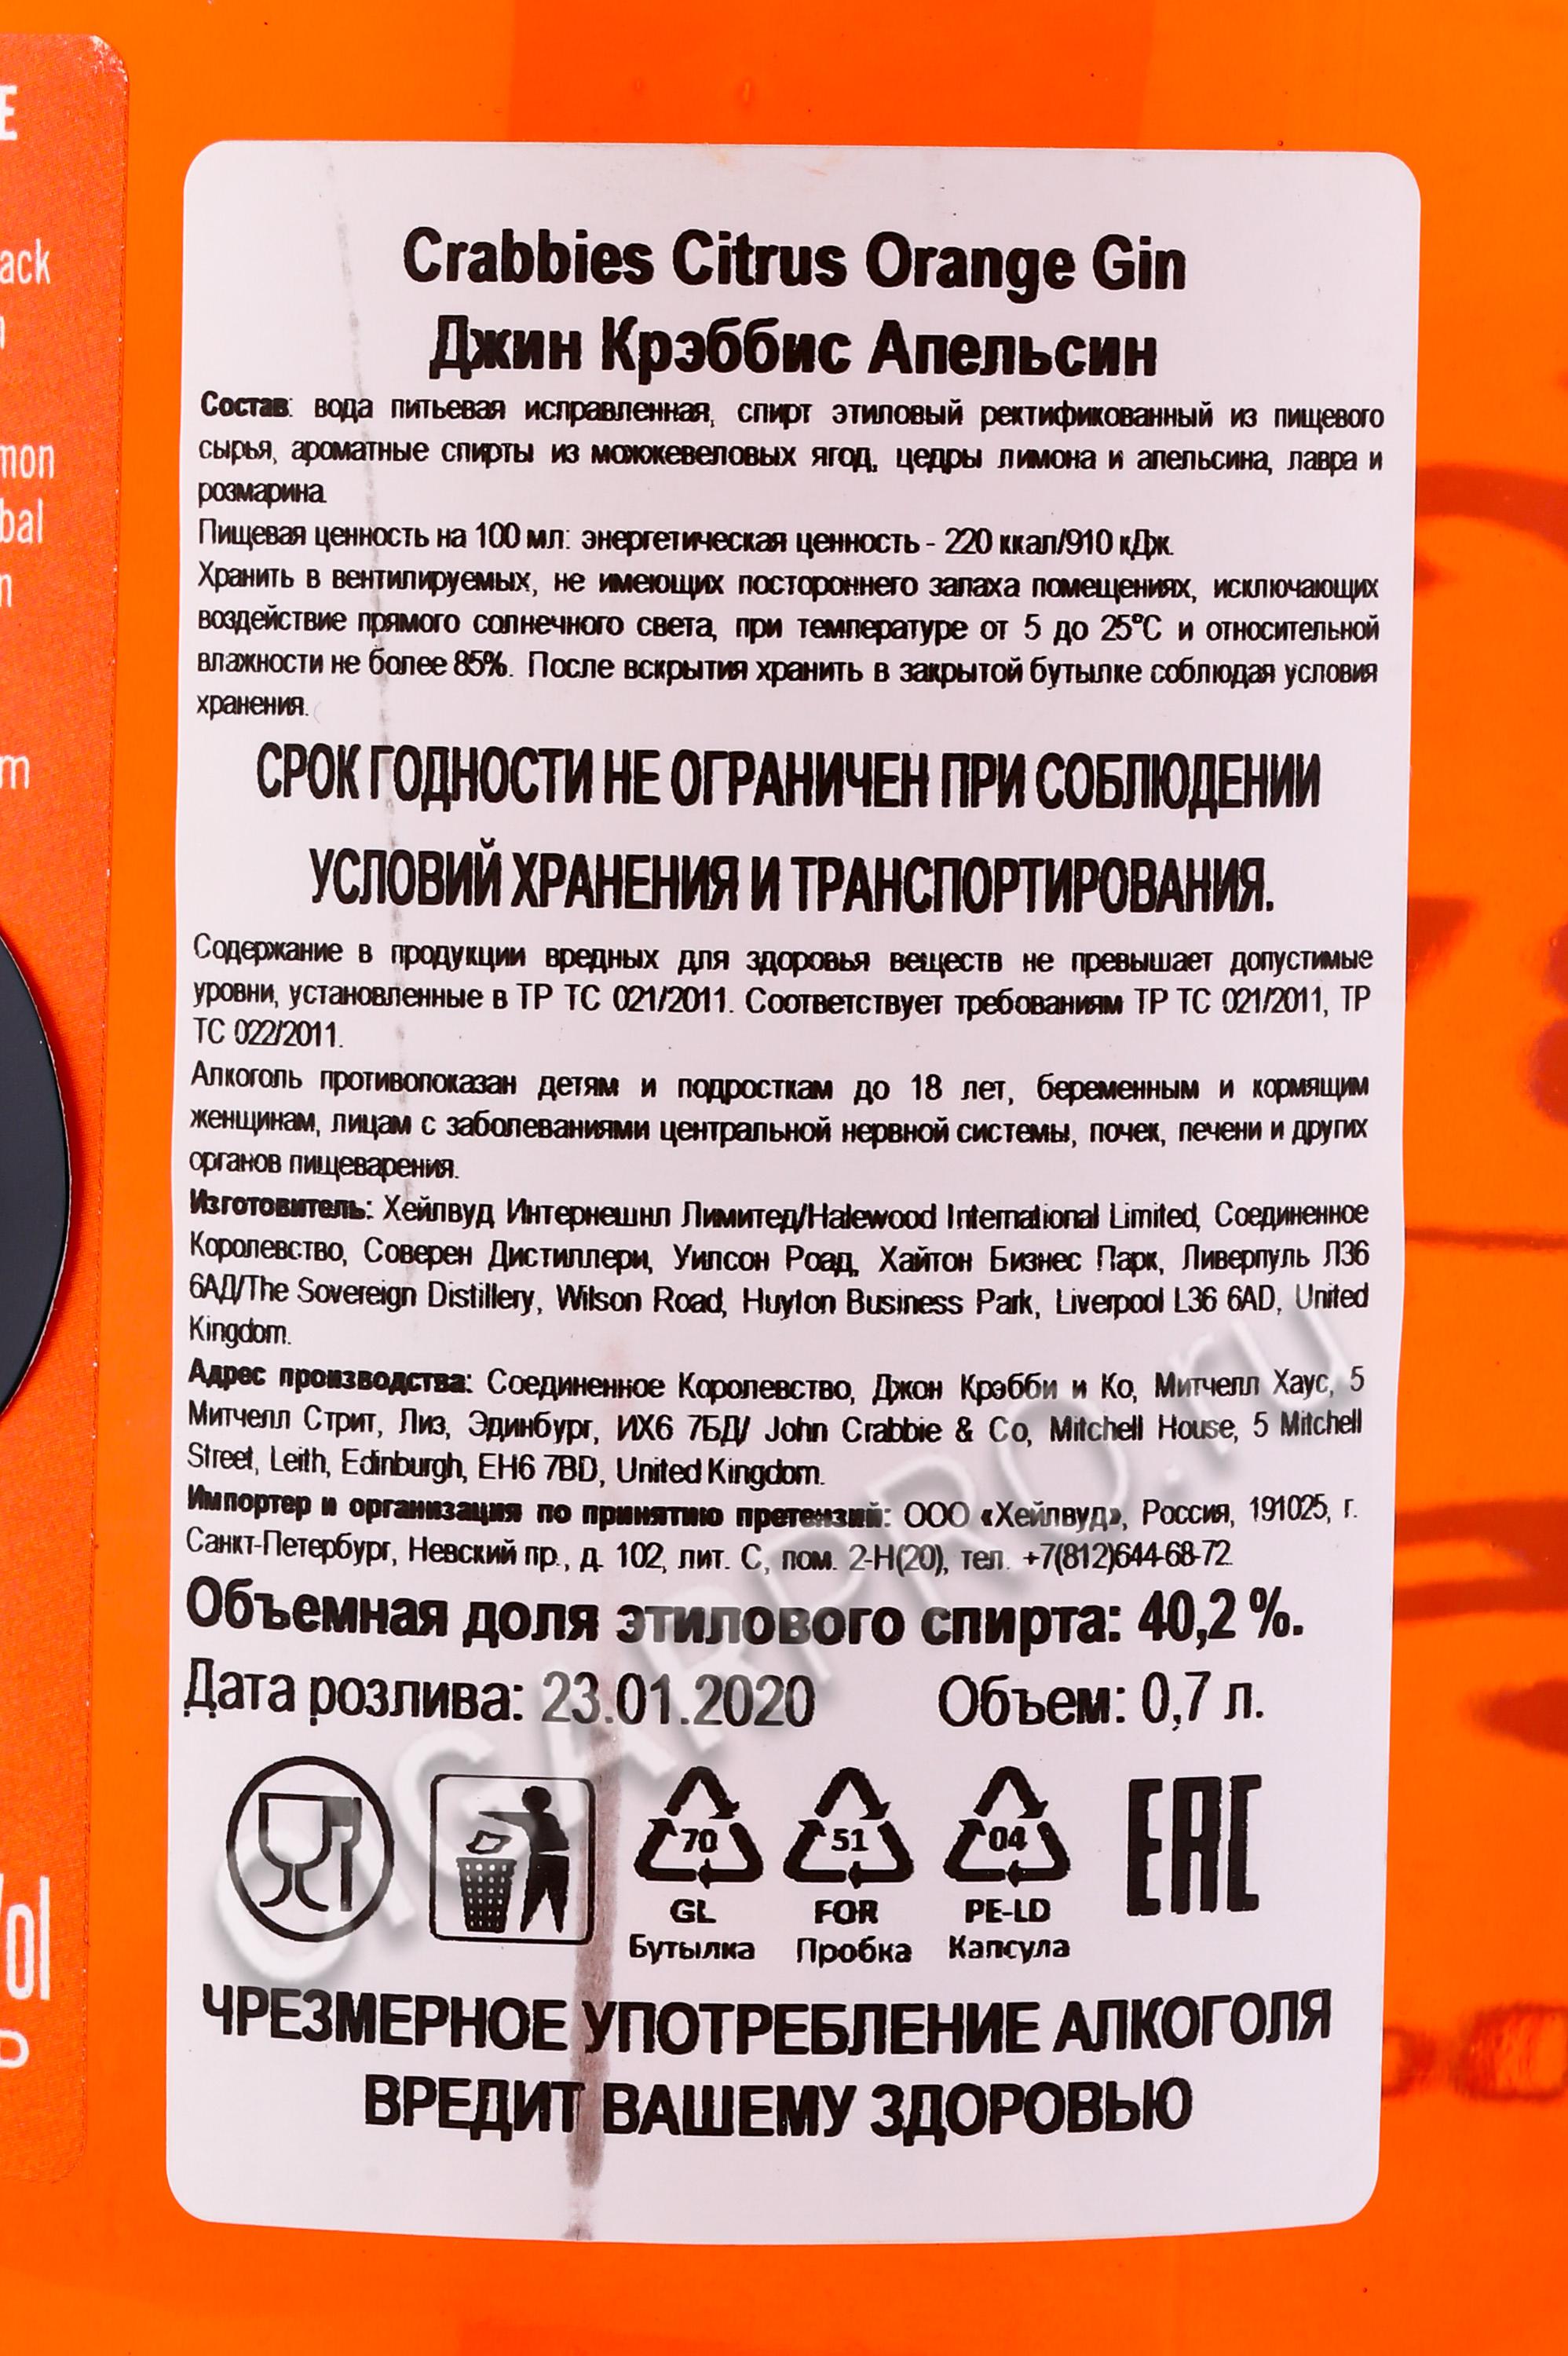 E
ack
mon
bal
n
m
Crabbies Citrus Orange Gin
Джин Крэббис Апельсин
Состав: вода питьевая исправленная, спирт этиловый ректификованный из пищевого
сырья, ароматные спирты из можжевеловых ягод, цедры лимона и апельсина, лавра и
розмарина.
Пищевая ценность на 100 мл: энергетическая ценность - 220 ккал/910 кДж.
Хранить в вентилируемых, не имеющих постороннего запаха помещениях, исключающих
воздействие прямого солнечного света, при температуре от 5 до 25°С и относительной
влажности не более 85%. После вскрытия хранить в закрытой бутылке соблюдая условия
хранения.
СРОК ГОДНОСТИ НЕ ОГРАНИЧЕН ПРИ СОБЛЮДЕНИИ
УСЛОВИЙ ХРАНЕНИЯ И ТРАНСПОРТИРОВАНИЯ.
Содержание в продукции вредных для здоровья веществ не превышает допустимые
уровни, установленные в ТР ТС 021/2011. Соответствует требованиям ТР ТС 021/2011, ТР
ТС 022/2011.
Алкоголь противопоказан детям и подросткам до 18 лет, беременным и кормящим
женщинам, лицам с заболеваниями центральной нервной системы, почек, печени и других
органов пищеварения.
Изготовитель: Хейлвуд Интернешнл Лимитед/Halewood International Limited, Соединенное
Королевство, Соверен Дистиллери, Уилсон Роад, Хайтон Бизнес Парк, Ливерпуль Л36
6АД/The Sovereign Distillery, Wilson Road, Huyton Business Park, Liverpool L36 6AD, United
Kingdom.
Адрес производства: Соединенное Королевство, Джон Крэбби и Ко, Митчелл Хаус, 5
Митчелл Стрит, Лиз, Эдинбург, ИХ6 7БД/ John Crabbie & Co, Mitchell House, 5 Mitchell
Street, Leith, Edinburgh, EH6 7BD, United Kingdom.
Импортер и организация по принятию претензий: ООО «Хейлвуд», Россия, 191025, г.
Санкт-Петербург, Невский пр., д. 102, лит. С, пом. 2-Н(20), тел. +7(812)644-68-72.
Объемная доля этилового спирта: 40,2 %.
Дата розлива: 23.01.2020 Объем: 0,7 л.
70 51 04 EAC
GL FOR PE-LD
Бутылка Пробка Капсула
ЧРЕЗМЕРНОЕ УПОТРЕБЛЕНИЕ АЛКОГОЛЯ
ВРЕДИТ ВАШЕМУ ЗДОРОВЬЮ
CIGARPRO.ru